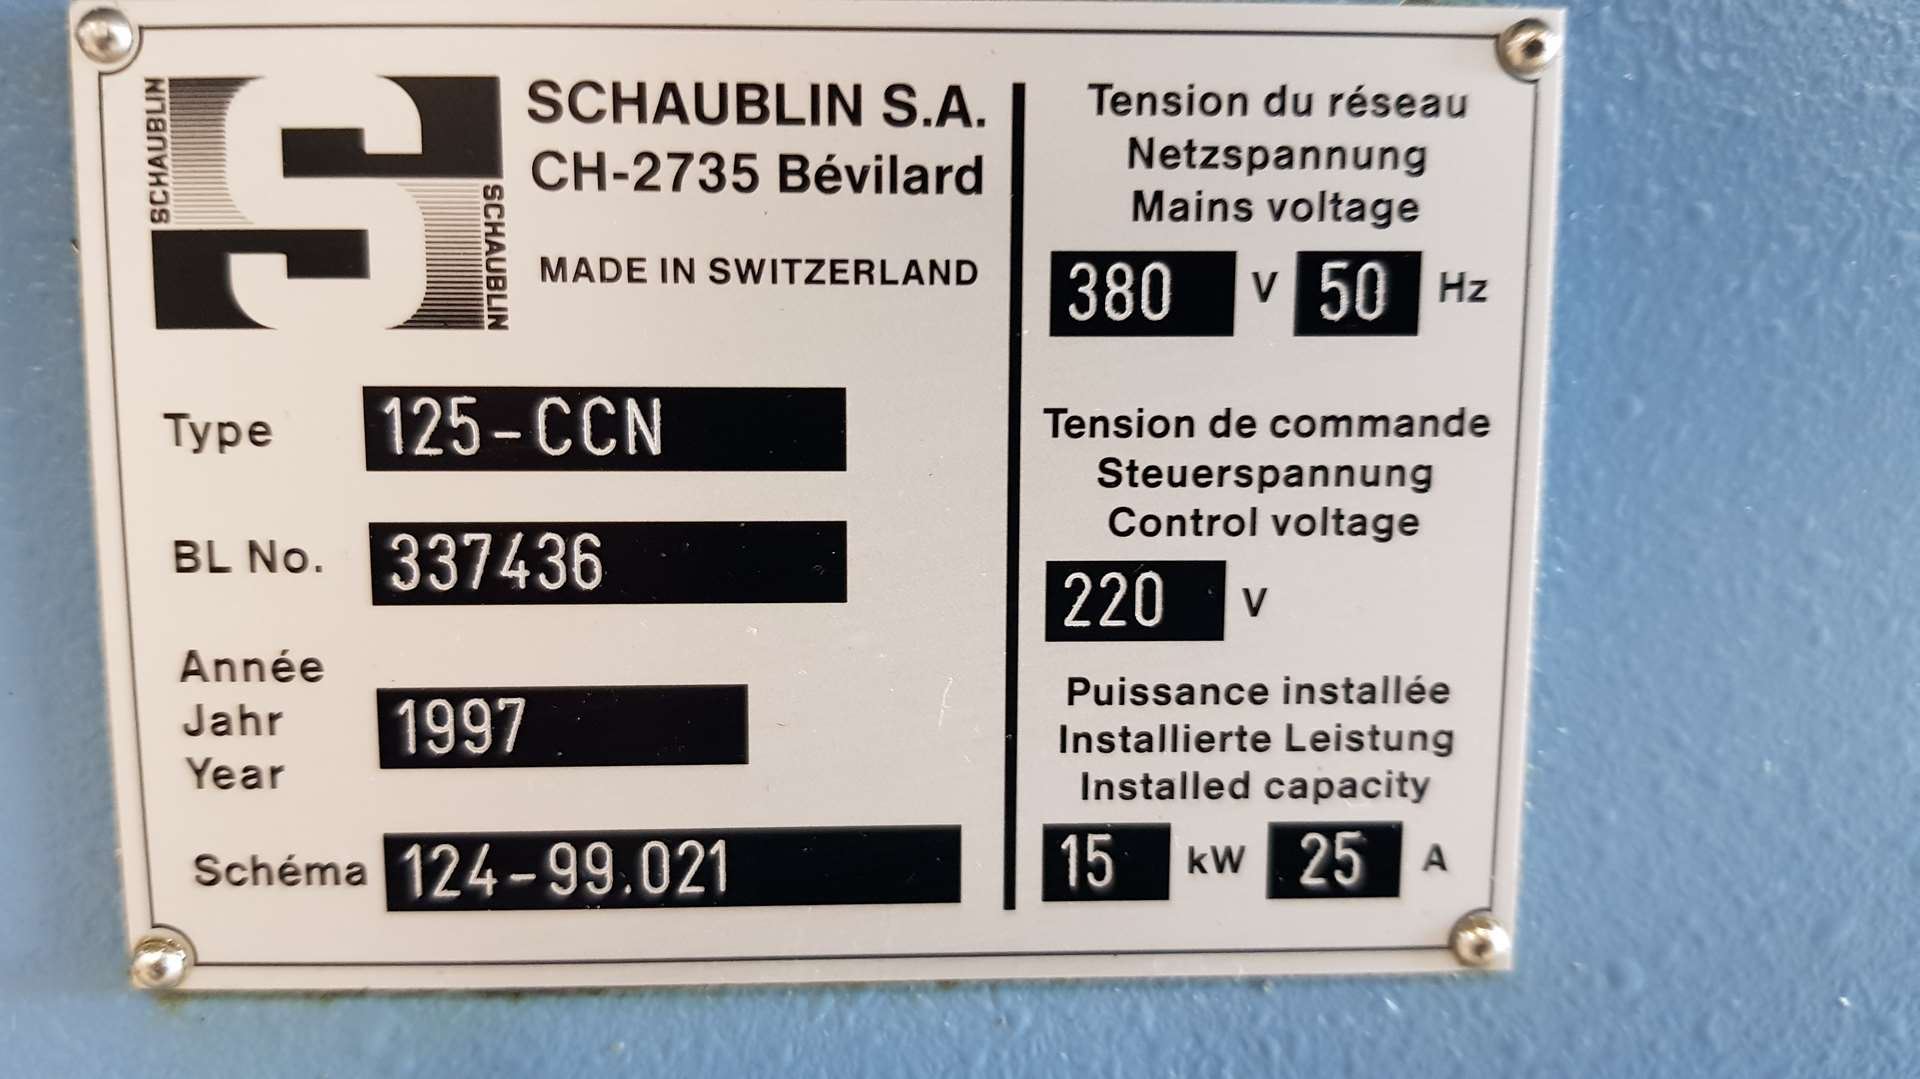 SCHAUBLIN
SCHAUBLIN
SCHAUBLIN S.A.
CH-2735 Bévilard
MADE IN SWITZERLAND
Type 125-CCN
BL No. 337436
Année
Jahr 1997
Year
Schéma 124-99.021
Tension du réseau
Netzspannung
Mains voltage
380 V 50 Hz
Tension de commande
Steuerspannung
Control voltage
220 V
Puissance installée
Installierte Leistung
Installed capacity
15 kW 25 A